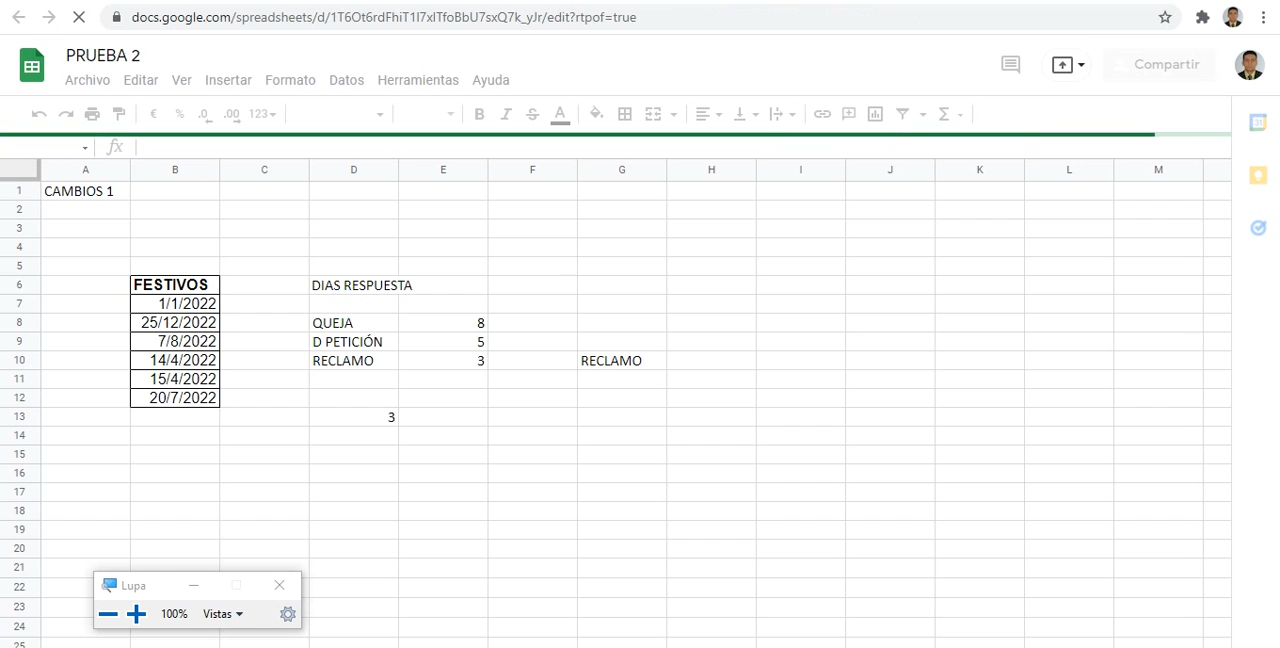 docs.google.com/spreadsheets/d/1T6Ot6rdFhiT1I7xlTfoBbU7sxQ7k_yJr/edit?rtpof=true
PRUEBA 2
Archivo Editar Ver Insertar Formato Datos Herramientas Ayuda
Compartir
€ % .0 .00 123 B I S A Σ
fx
31
A B C D E F G H I J K L M
1 CAMBIOS 1
2
3
4
5
6 FESTIVOS DIAS RESPUESTA
7 1/1/2022
8 25/12/2022 QUEJA 8
9 7/8/2022 D PETICIÓN 5
10 14/4/2022 RECLAMO 3 RECLAMO
11 15/4/2022
12 20/7/2022
13 3
14
15
16
17
18
19
20
21
22
23
24
25
Lupa
100% Vistas